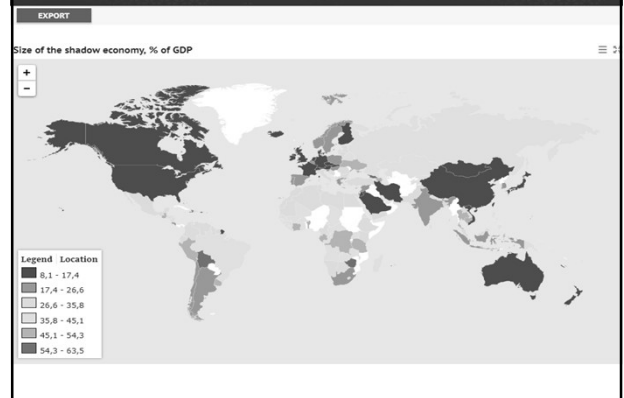 EXPORT
Size of the shadow economy, % of GDP
+
−
Legend Location
8,1 - 17,4
17,4 - 26,6
26,6 - 35,8
35,8 - 45,1
45,1 - 54,3
54,3 - 63,5